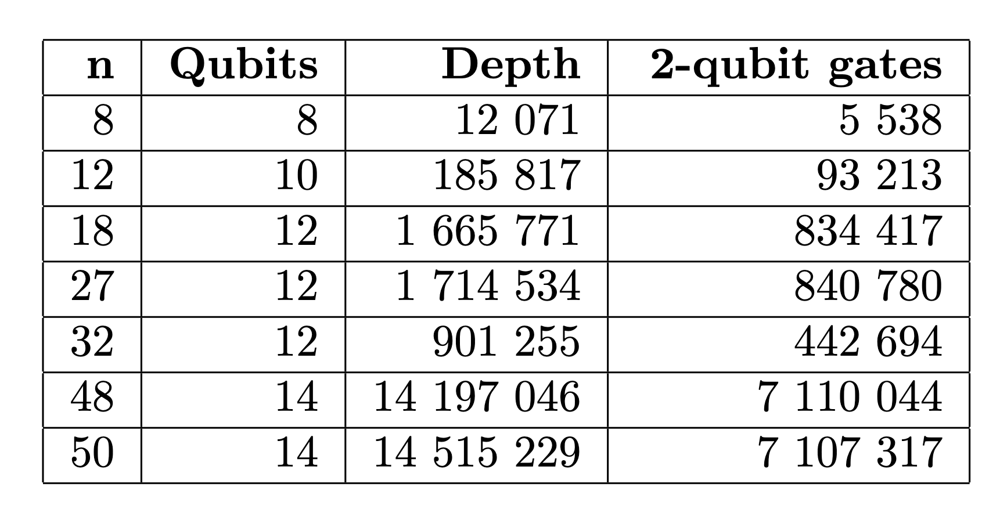 n Qubits Depth 2-qubit gates
8 8 12 071 5 538
12 10 185 817 93 213
18 12 1 665 771 834 417
27 12 1 714 534 840 780
32 12 901 255 442 694
48 14 14 197 046 7 110 044
50 14 14 515 229 7 107 317